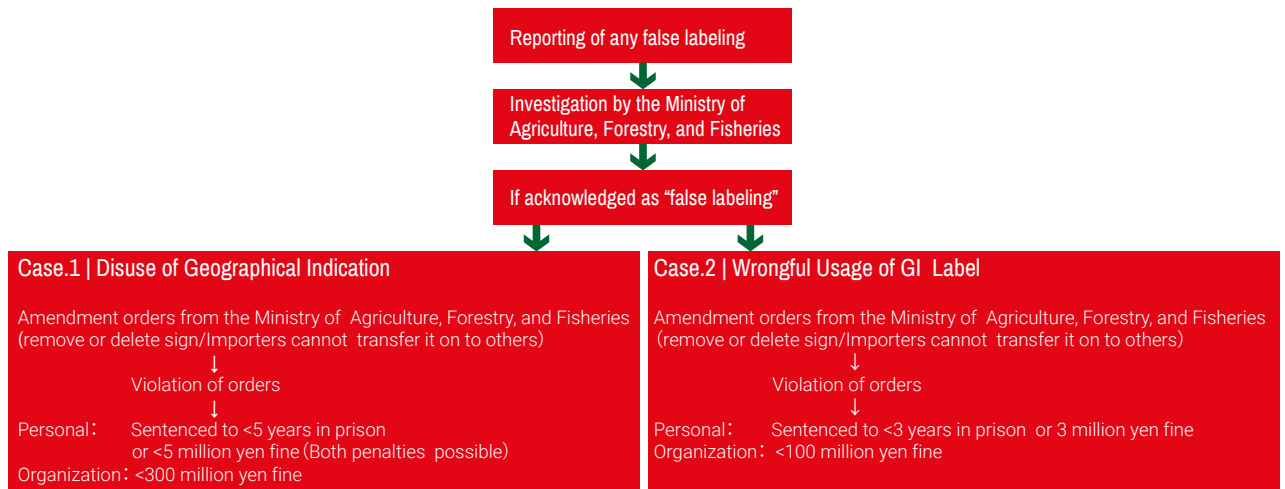 Reporting of any false labeling
Investigation by the Ministry of
Agriculture, Forestry, and Fisheries
If acknowledged as “false labeling”
Case.1 | Disuse of Geographical Indication
Amendment orders from the Ministry of Agriculture, Forestry, and Fisheries
(remove or delete sign/Importers cannot transfer it on to others)
↓
Violation of orders
↓
Personal： Sentenced to <5 years in prison
or <5 million yen fine (Both penalties possible)
Organization：<300 million yen fine
Case.2 | Wrongful Usage of GI Label
Amendment orders from the Ministry of Agriculture, Forestry, and Fisheries
(remove or delete sign/Importers cannot transfer it on to others)
↓
Violation of orders
↓
Personal： Sentenced to <3 years in prison or 3 million yen fine
Organization： <100 million yen fine